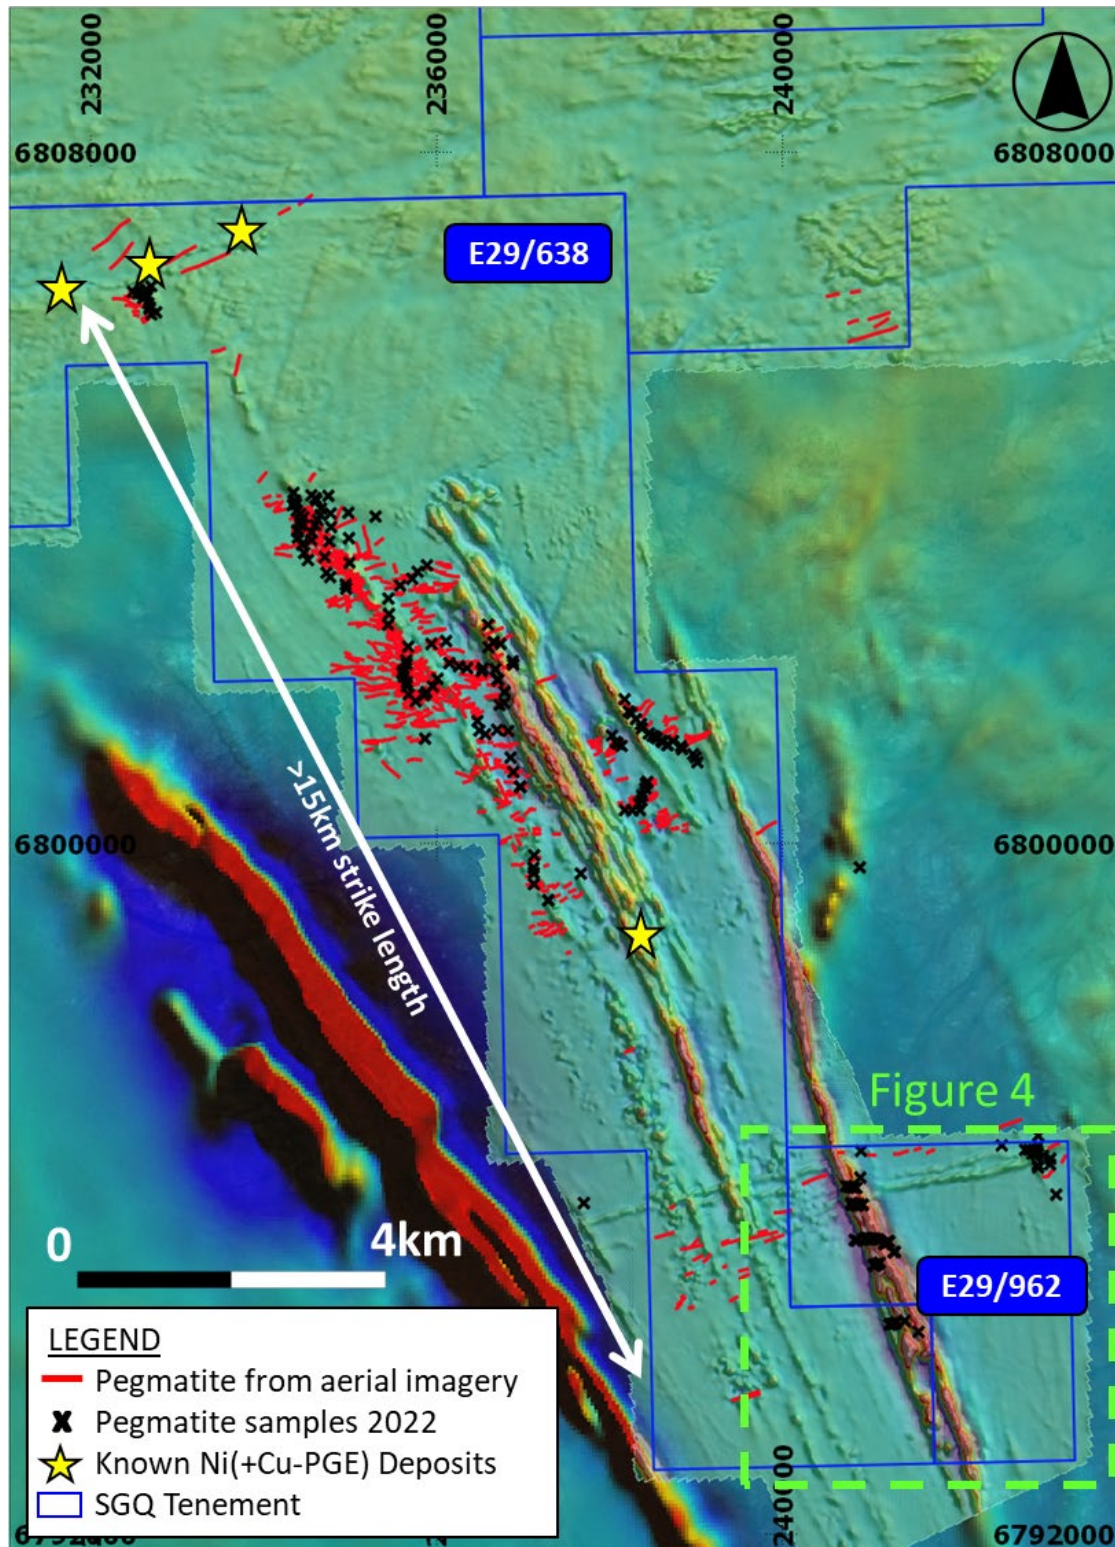 232000
236000
240000
6808000
6808000
E29/638
6800000
6800000
>15km strike length
Figure 4
0
4km
E29/962
LEGEND
Pegmatite from aerial imagery
Pegmatite samples 2022
Known Ni(+Cu-PGE) Deposits
SGQ Tenement
240000
6792000